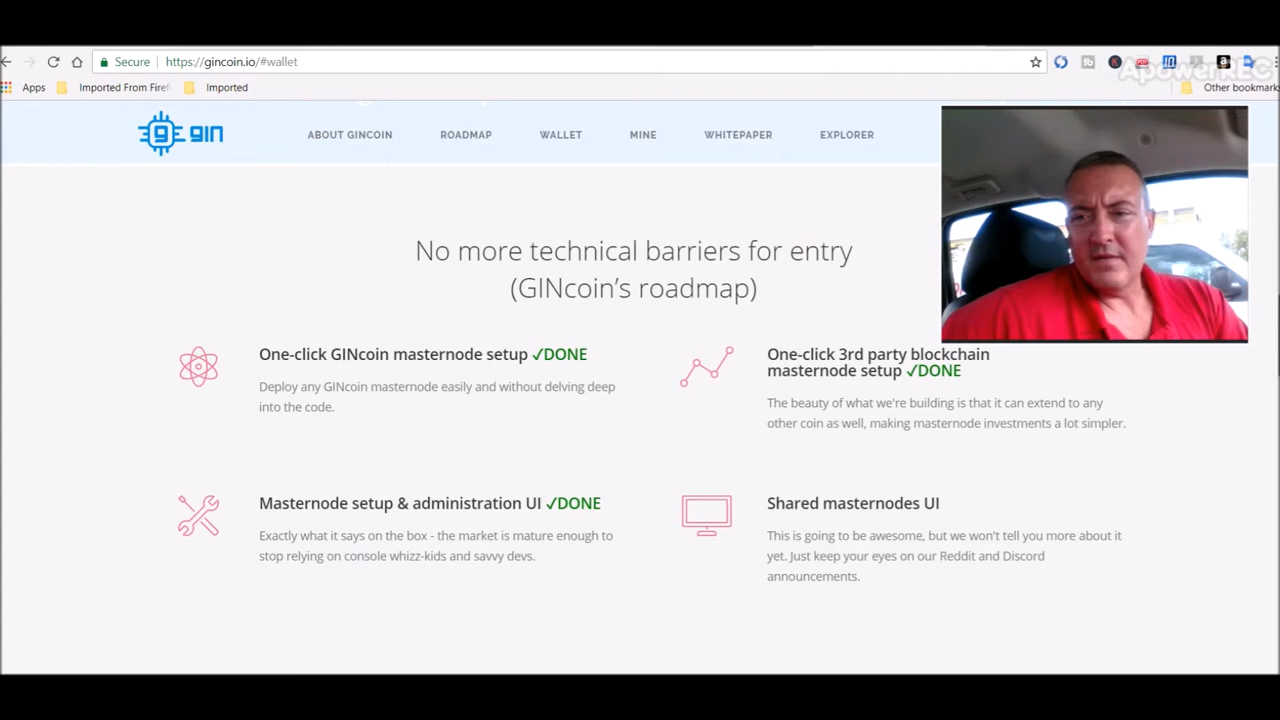 Secure
https://gincoin.io/#wallet
ApowerREC
Apps
Imported From Firef
Imported
Other bookmark
gin
ABOUT GINCOIN
ROADMAP
WALLET
MINE
WHITEPAPER
EXPLORER
No more technical barriers for entry
(GINcoin's roadmap)
One-click GINcoin masternode setup ✓DONE
Deploy any GINcoin masternode easily and without delving deep
into the code.
One-click 3rd party blockchain
masternode setup ✓DONE
The beauty of what we're building is that it can extend to any
other coin as well, making masternode investments a lot simpler.
Masternode setup & administration UI ✓DONE
Exactly what it says on the box - the market is mature enough to
stop relying on console whizz-kids and savvy devs.
Shared masternodes UI
This is going to be awesome, but we won't tell you more about it
yet. Just keep your eyes on our Reddit and Discord
announcements.